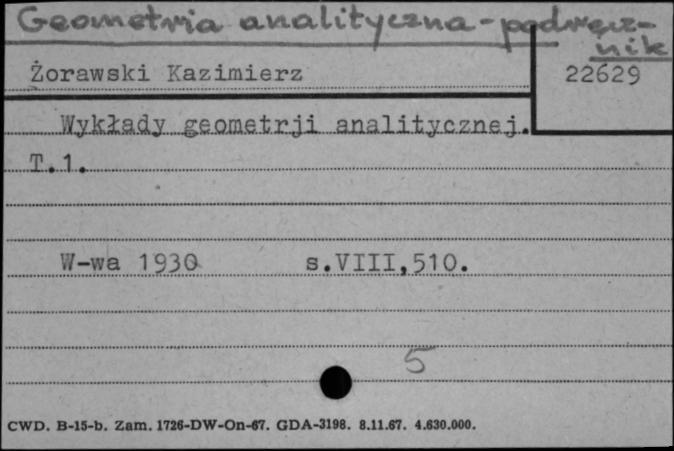 Geometria analityczna - podręcz-
nik
Żorawski Kazimierz
22629
Wykłady geometrji analitycznej.
T.1.
W-wa 1930 s.VIII,510.
5
CWD. B-15-b. Zam. 1726-DW-On-67. GDA-3198. 8.11.67. 4.630.000.